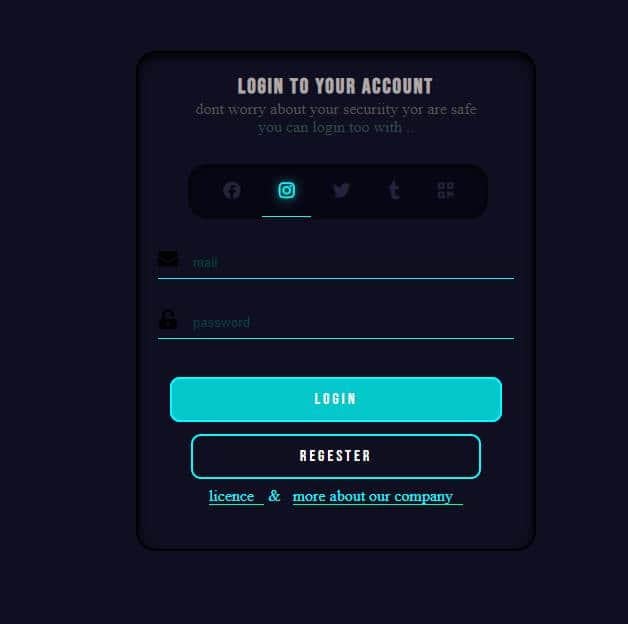 LOGIN TO YOUR ACCOUNT
dont worry about your securiity yor are safe
you can login too with ..
mail
password
LOGIN
REGESTER
licence & more about our company